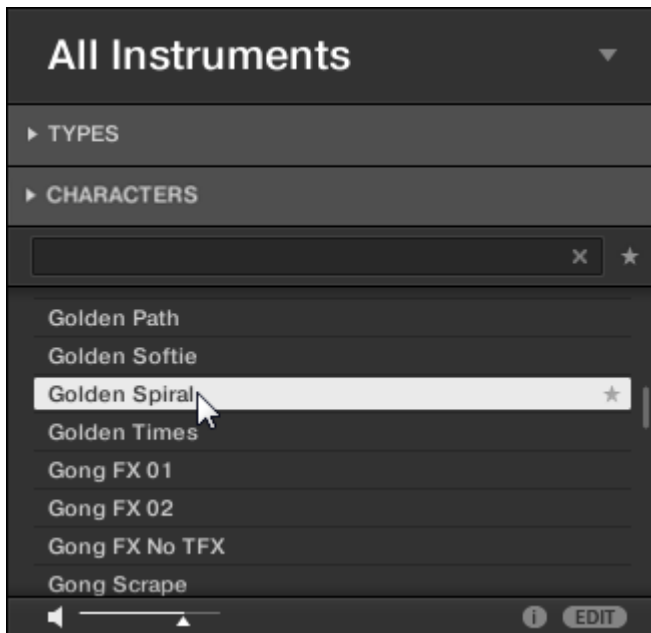 All Instruments
TYPES
CHARACTERS
Golden Path
Golden Softie
Golden Spiral
Golden Times
Gong FX 01
Gong FX 02
Gong FX No TFX
Gong Scrape
i EDIT